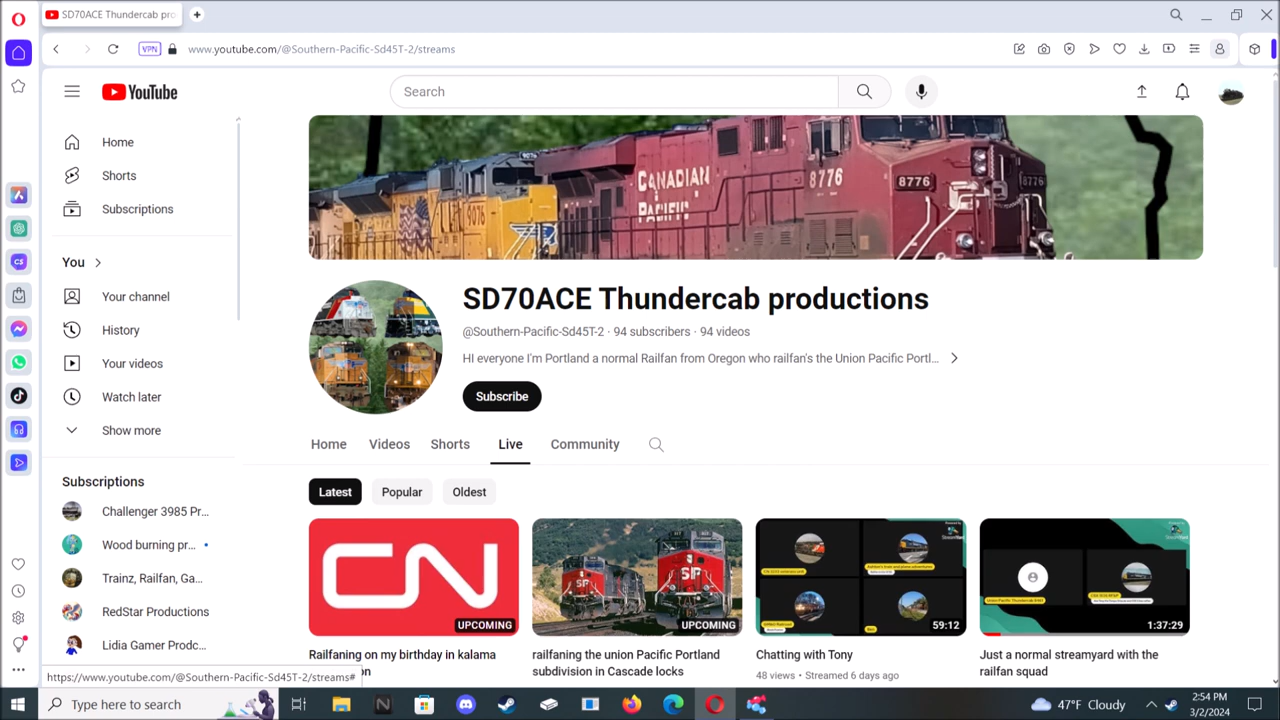 SD70ACE Thundercab pro
VPN
www.youtube.com/@Southern-Pacific-Sd45T-2/streams
YouTube
Search
Home
Shorts
Subscriptions
You
Your channel
History
Your videos
Watch later
Show more
Subscriptions
Challenger 3985 Pr...
Wood burning pr...
Trainz, Railfan, Ga...
RedStar Productions
Lidia Gamer Prodc...
9076
9076
CANADIAN
PACIFIC
8776
8776
8776
SD70ACE Thundercab productions
@Southern-Pacific-Sd45T-2 · 94 subscribers · 94 videos
HI everyone I'm Portland a normal Railfan from Oregon who railfan's the Union Pacific Portl...
Subscribe
Home
Videos
Shorts
Live
Community
Latest
Popular
Oldest
CN
UPCOMING
Railfaning on my birthday in kalama
on
SP
SP
UPCOMING
railfaning the union Pacific Portland
subdivision in Cascade locks
59:12
Chatting with Tony
48 views · Streamed 6 days ago
1:37:29
Just a normal streamyard with the
railfan squad
https://www.youtube.com/@Southern-Pacific-Sd45T-2/streams#
Type here to search
47°F Cloudy
2:54 PM
3/2/2024